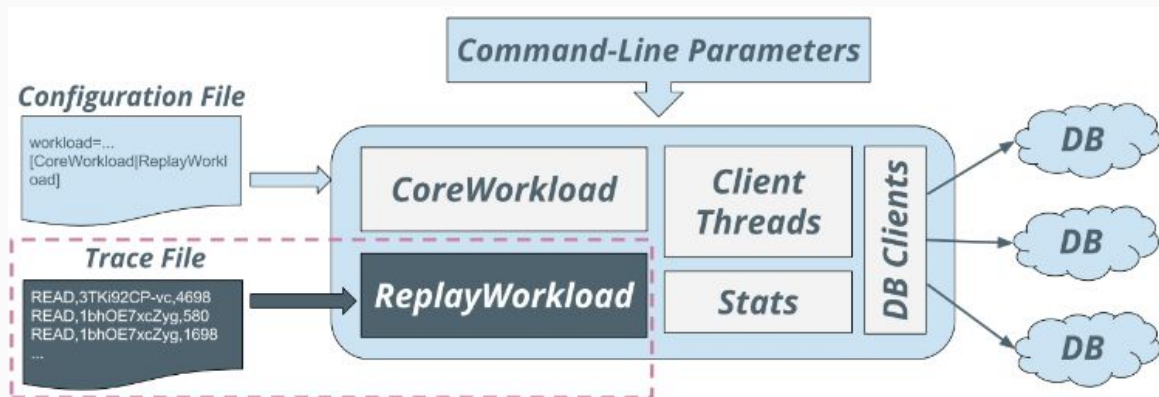 Command-Line Parameters
Configuration File
workload=...
[CoreWorkload|ReplayWorkl
oad]
CoreWorkload
Client
Threads
DB Clients
DB
DB
DB
Trace File
READ,3TKi92CP-vc,4698
READ,1bhOE7xcZyg,580
READ,1bhOE7xcZyg,1698
...
ReplayWorkload
Stats